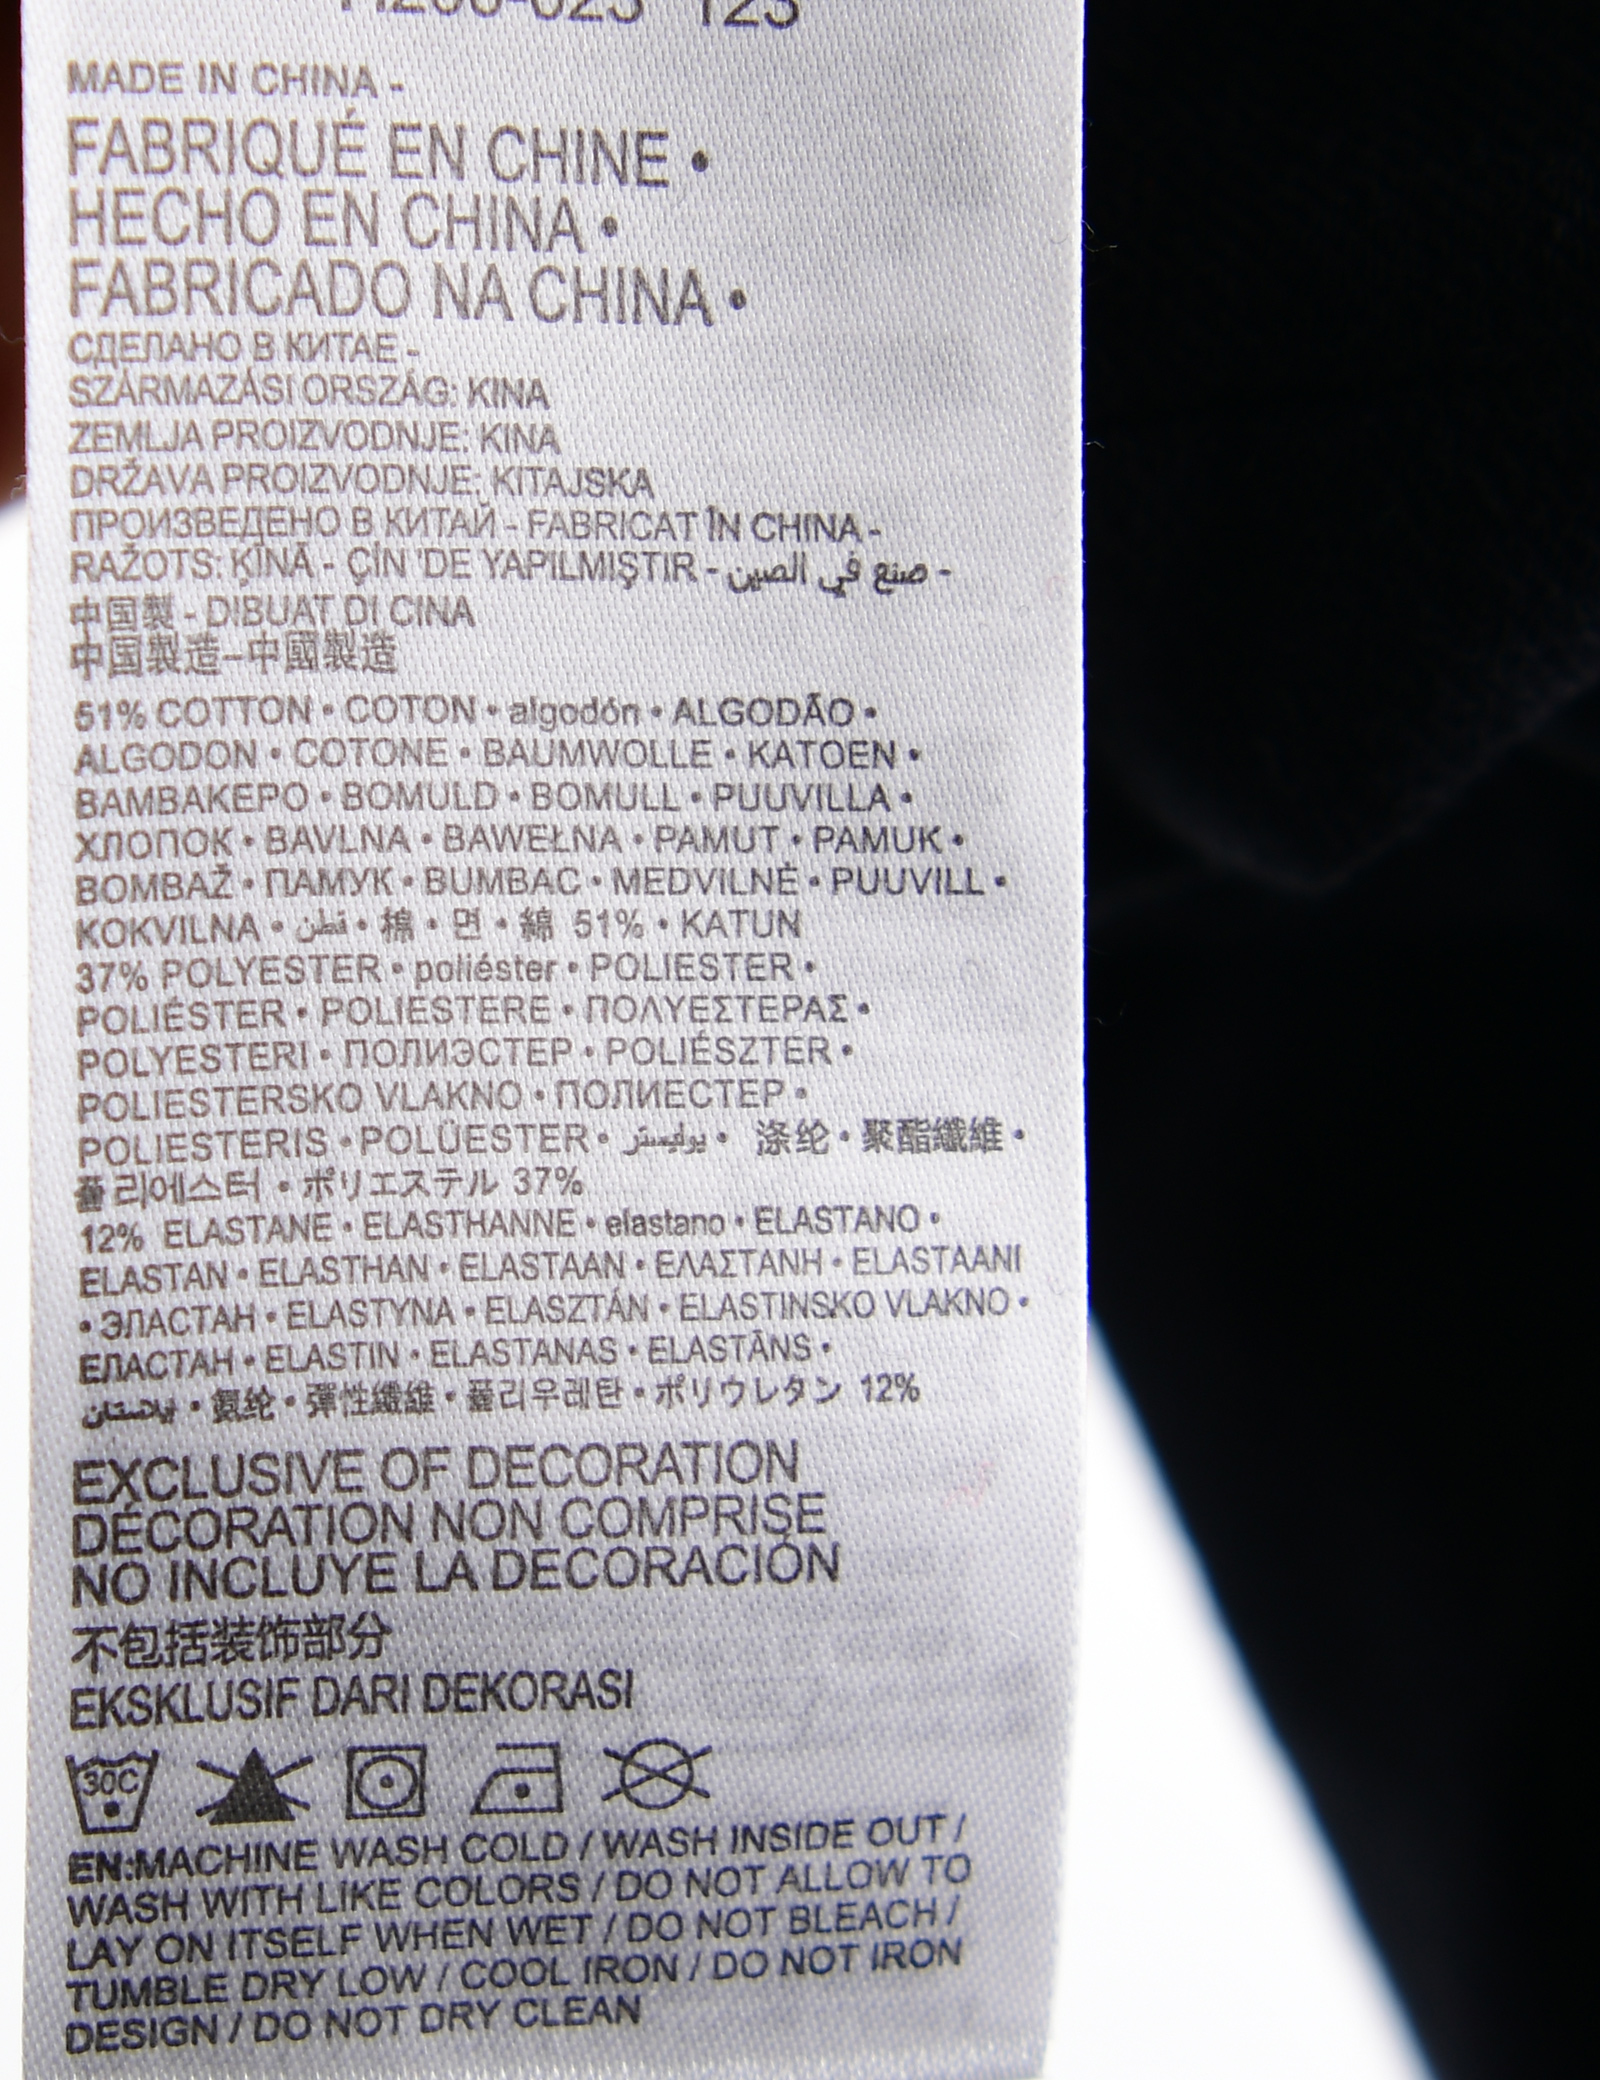 123
MADE IN CHINA -
FABRIQUÉ EN CHINE •
HECHO EN CHINA •
FABRICADO NA CHINA •
СДЕЛАНО В КИТАЕ -
SZÁRMAZÁSI ORSZÁG: KINA
ZEMLJA PROIZVODNJE: KINA
DRŽAVA PROIZVODNJE: KITAJSKA
ПРОИЗВЕДЕНО В КИТАЙ - FABRICAT ÎN CHINA -
RAŽOTS: ĶĪNĀ - ÇİN 'DE YAPILMIŞTIR - صنع في الصين -
中国製 - DIBUAT DI CINA
中国製造–中國製造
51% COTTON • COTON • algodón • ALGODÃO •
ALGODON • COTONE • BAUMWOLLE • KATOEN •
ΒΑΜΒΑΚΕΡΟ • BOMULD • BOMULL • PUUVILLA •
ХЛОПОК • BAVLNA • BAWEŁNA • PAMUT • PAMUK •
BOMBAŽ • ПАМУК • BUMBAC • MEDVILNĖ • PUUVILL •
KOKVILNA • قطن • 棉 • 면 • 綿 51% • KATUN
37% POLYESTER • poliéster • POLIESTER •
POLIÉSTER • POLIESTERE • ΠΟΛΥΕΣΤΕΡΑΣ •
POLYESTERI • ПОЛИЭСТЕР • POLIÉSZTER •
POLIESTERSKO VLAKNO • ПОЛИЕСТЕР •
POLIESTERIS • POLÜESTER • بوليستر • 涤纶 • 聚酯纖維 •
폴리에스터 • ポリエステル 37%
12% ELASTANE • ELASTHANNE • elastano • ELASTANO •
ELASTAN • ELASTHAN • ELASTAAN • ΕΛΑΣΤΑΝΗ • ELASTAANI
• ЭЛАСТАН • ELASTYNA • ELASZTÁN • ELASTINSKO VLAKNO •
ЕЛАСТАН • ELASTIN • ELASTANAS • ELASTĀNS •
• 氨纶 • 彈性纖維 • 폴리우레탄 • ポリウレタン 12%
EXCLUSIVE OF DECORATION
DÉCORATION NON COMPRISE
NO INCLUYE LA DECORACIÓN
不包括装饰部分
EKSKLUSIF DARI DEKORASI
30C
EN:MACHINE WASH COLD / WASH INSIDE OUT /
WASH WITH LIKE COLORS / DO NOT ALLOW TO
LAY ON ITSELF WHEN WET / DO NOT BLEACH /
TUMBLE DRY LOW / COOL IRON / DO NOT IRON
DESIGN / DO NOT DRY CLEAN